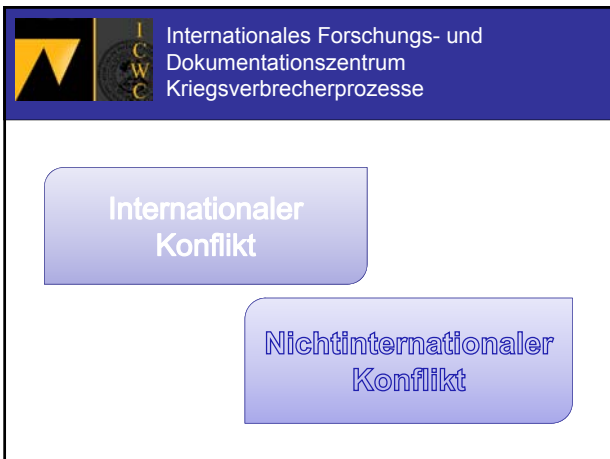 I
C
W
C
Internationales Forschungs- und
Dokumentationszentrum
Kriegsverbrecherprozesse
Internationaler
Konflikt
Nichtinternationaler
Konflikt